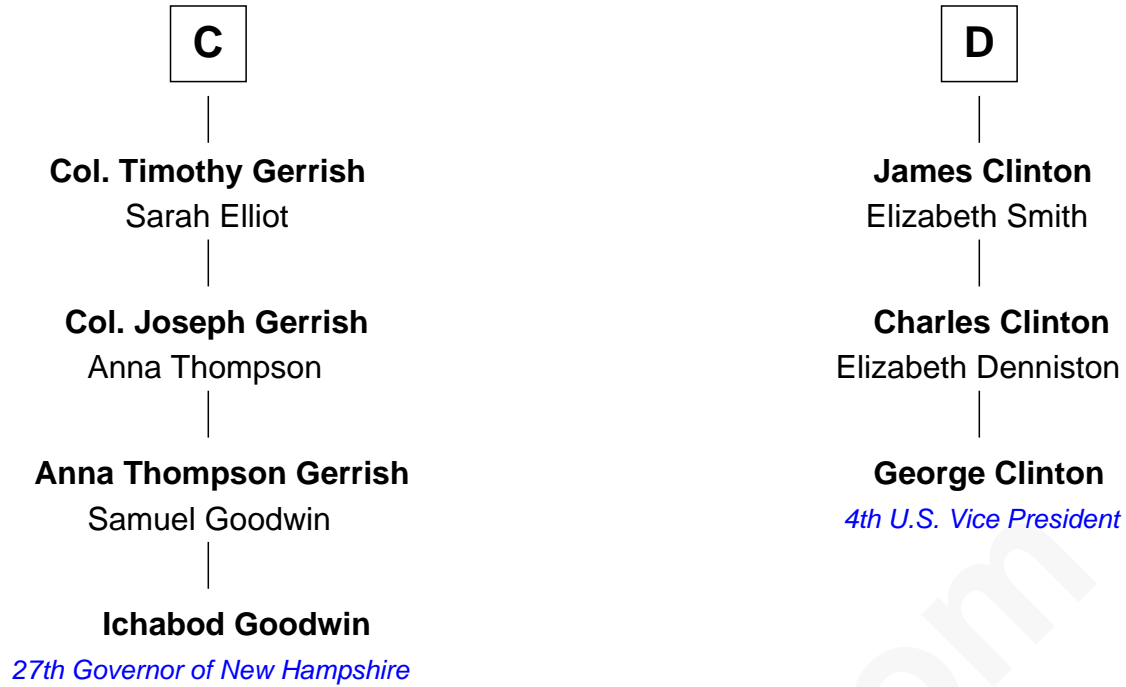 C
Col. Timothy Gerrish
Sarah Elliot
Col. Joseph Gerrish
Anna Thompson
Anna Thompson Gerrish
Samuel Goodwin
Ichabod Goodwin
27th Governor of New Hampshire
D
James Clinton
Elizabeth Smith
Charles Clinton
Elizabeth Denniston
George Clinton
4th U.S. Vice President
om